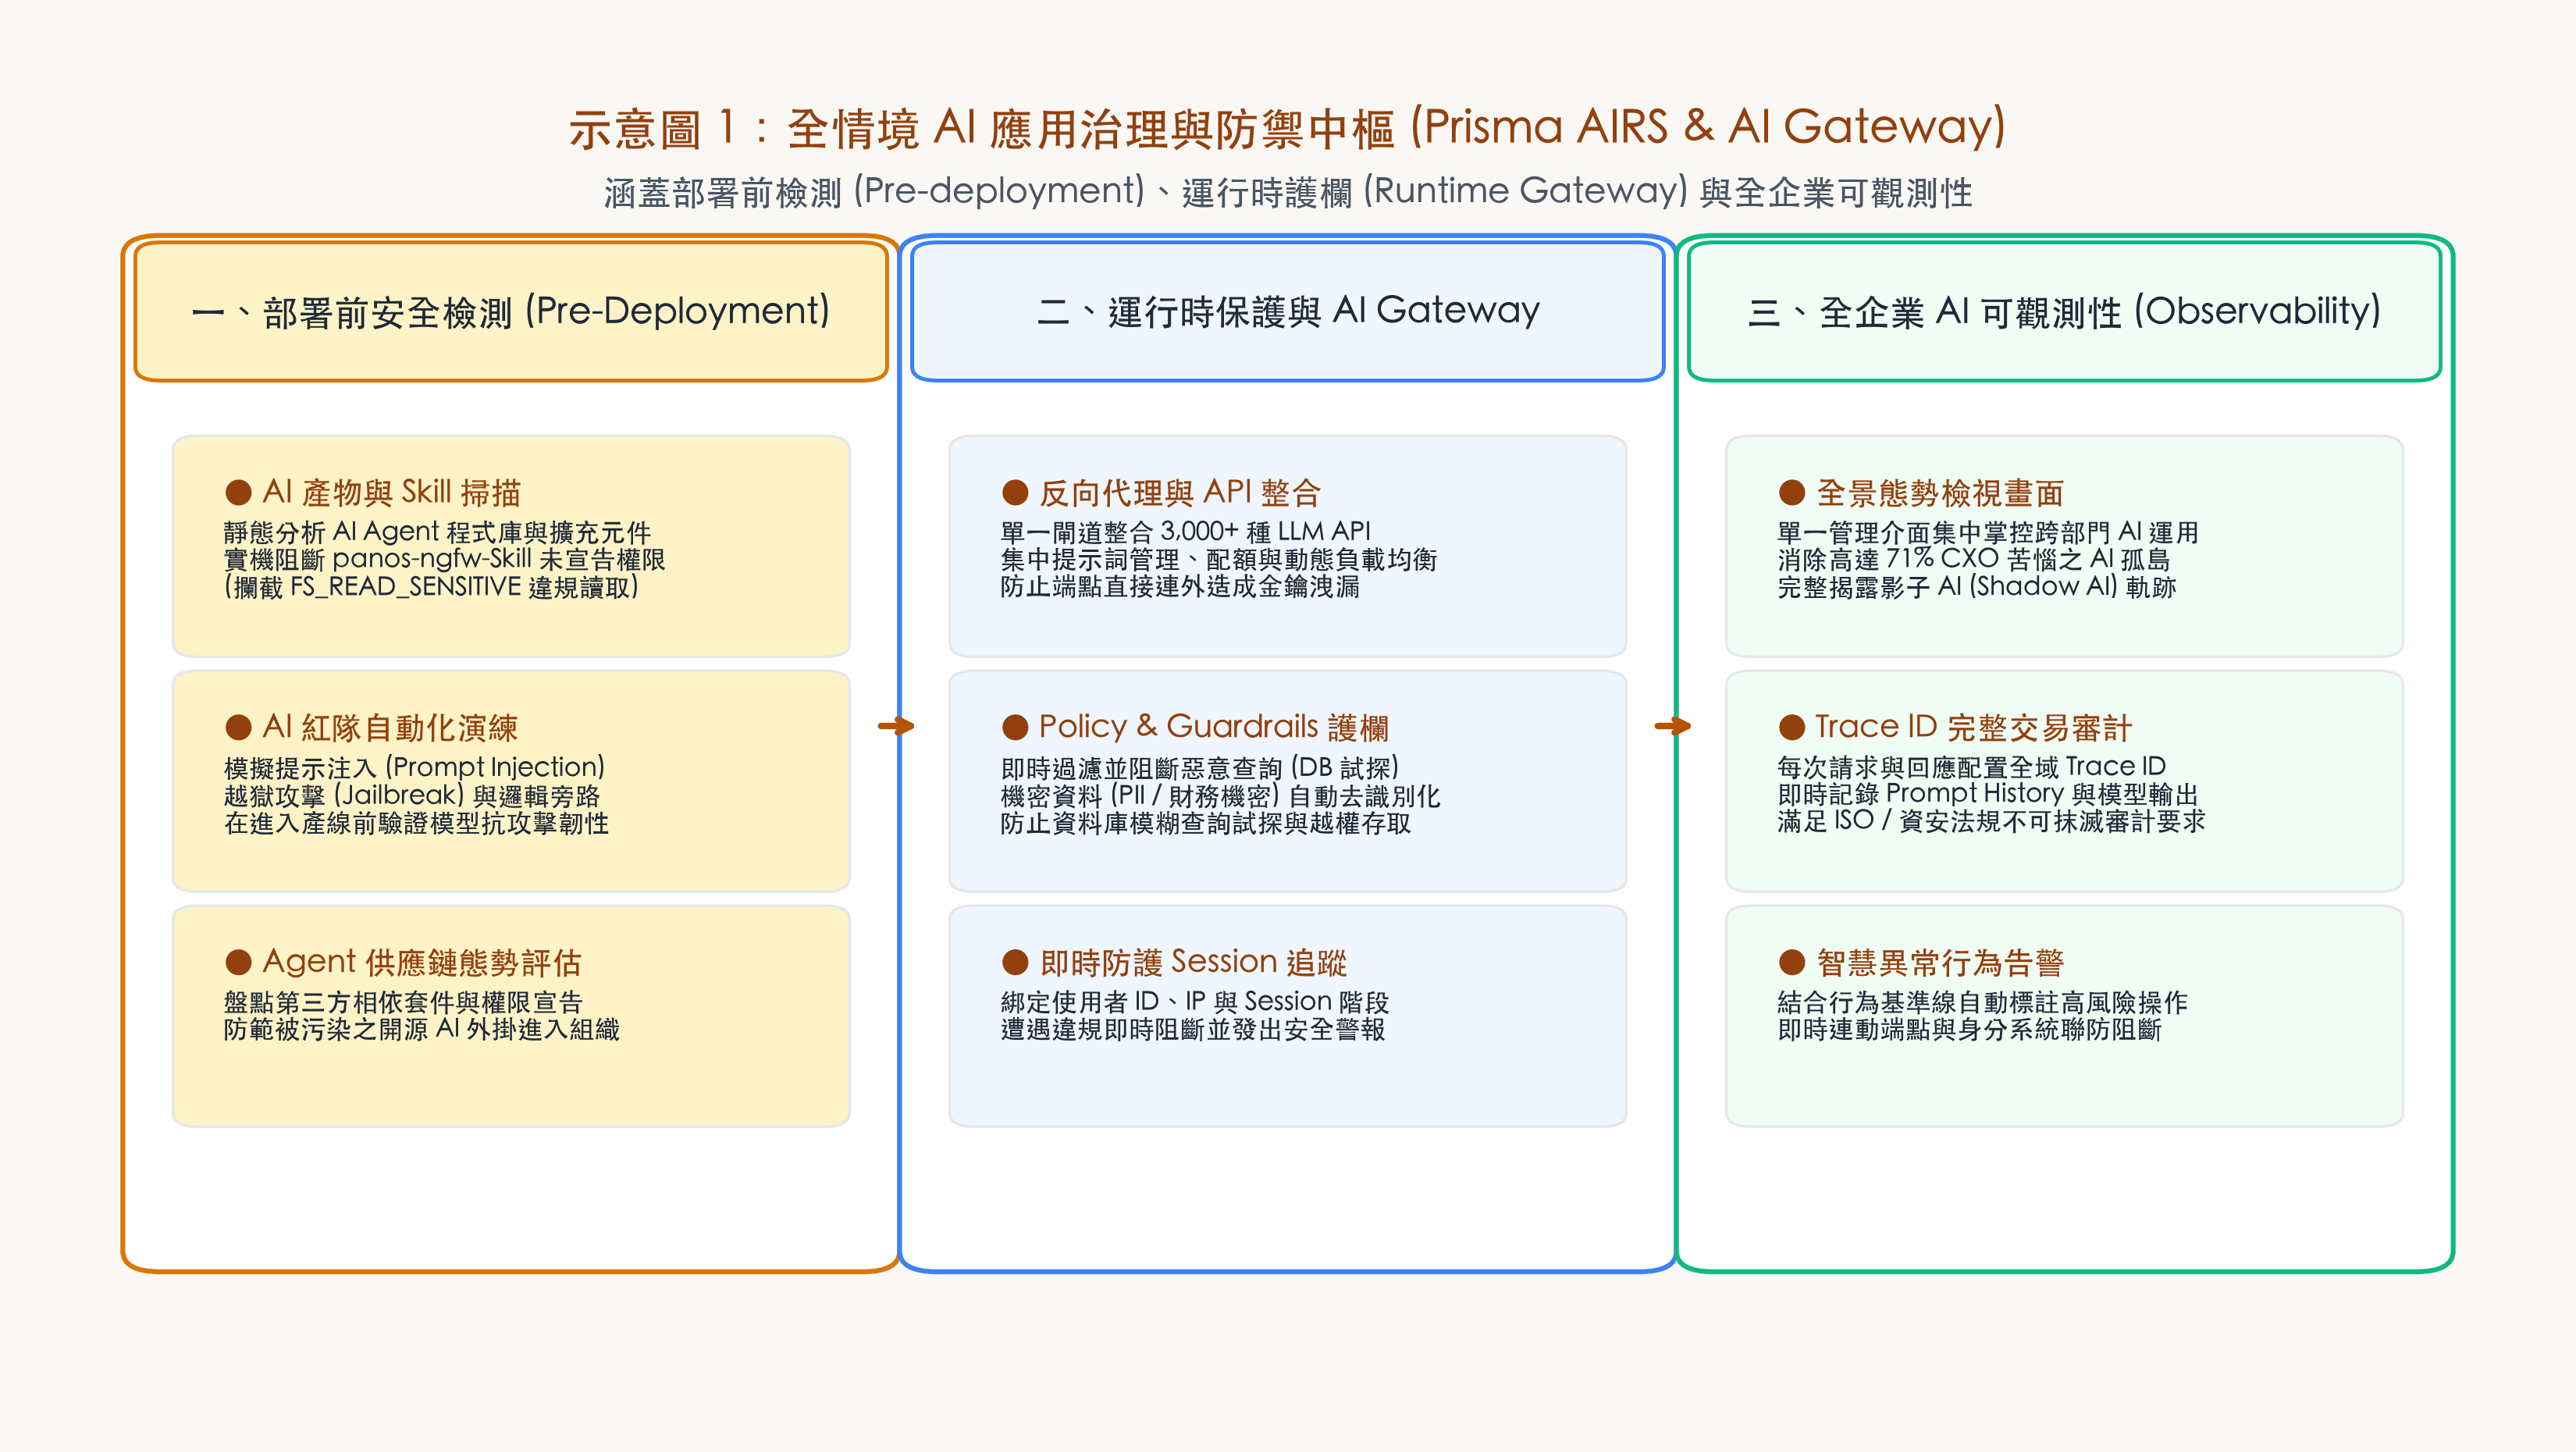 示意圖 1：全情境 AI 應用治理與防禦中樞 (Prisma AIRS & AI Gateway)
涵蓋部署前檢測 (Pre-deployment)、運行時護欄 (Runtime Gateway) 與全企業可觀測性
一、部署前安全檢測 (Pre-Deployment)
● AI 產物與 Skill 掃描
靜態分析 AI Agent 程式庫與擴充元件
實機阻斷 panos-ngfw-Skill 未宣告權限
(攔截 FS_READ_SENSITIVE 違規讀取)
● AI 紅隊自動化演練
模擬提示注入 (Prompt Injection)
越獄攻擊 (Jailbreak) 與邏輯旁路
在進入產線前驗證模型抗攻擊韌性
● Agent 供應鏈態勢評估
盤點第三方相依套件與權限宣告
防範被污染之開源 AI 外掛進入組織
二、運行時保護與 AI Gateway
● 反向代理與 API 整合
單一閘道整合 3,000+ 種 LLM API
集中提示詞管理、配額與動態負載均衡
防止端點直接連外造成金鑰洩漏
● Policy & Guardrails 護欄
即時過濾並阻斷惡意查詢 (DB 試探)
機密資料 (PII / 財務機密) 自動去識別化
防止資料庫模糊查詢試探與越權存取
● 即時防護 Session 追蹤
綁定使用者 ID、IP 與 Session 階段
遭遇違規即時阻斷並發出安全警報
三、全企業 AI 可觀測性 (Observability)
● 全景態勢檢視畫面
單一管理介面集中掌控跨部門 AI 運用
消除高達 71% CXO 苦惱之 AI 孤島
完整揭露影子 AI (Shadow AI) 軌跡
● Trace ID 完整交易審計
每次請求與回應配置全域 Trace ID
即時記錄 Prompt History 與模型輸出
滿足 ISO / 資安法規不可抹滅審計要求
● 智慧異常行為告警
結合行為基準線自動標註高風險操作
即時連動端點與身分系統聯防阻斷